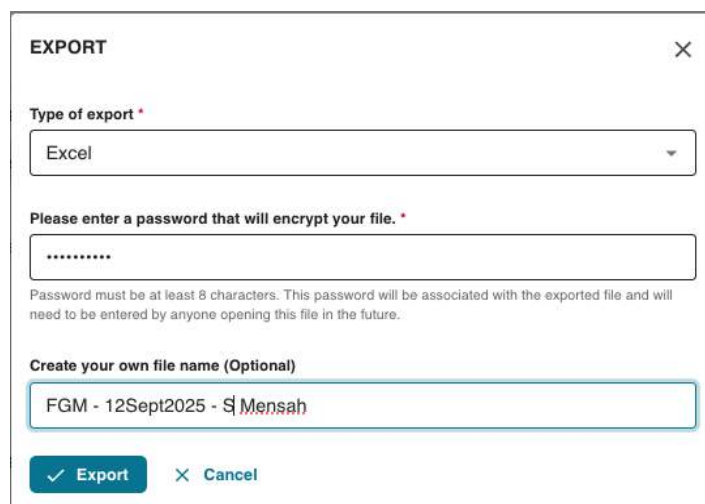 EXPORT
Type of export *
Excel
Please enter a password that will encrypt your file. *
••••••••••
Password must be at least 8 characters. This password will be associated with the exported file and will
need to be entered by anyone opening this file in the future.
Create your own file name (Optional)
FGM - 12Sept2025 - S Mensah
Export Cancel